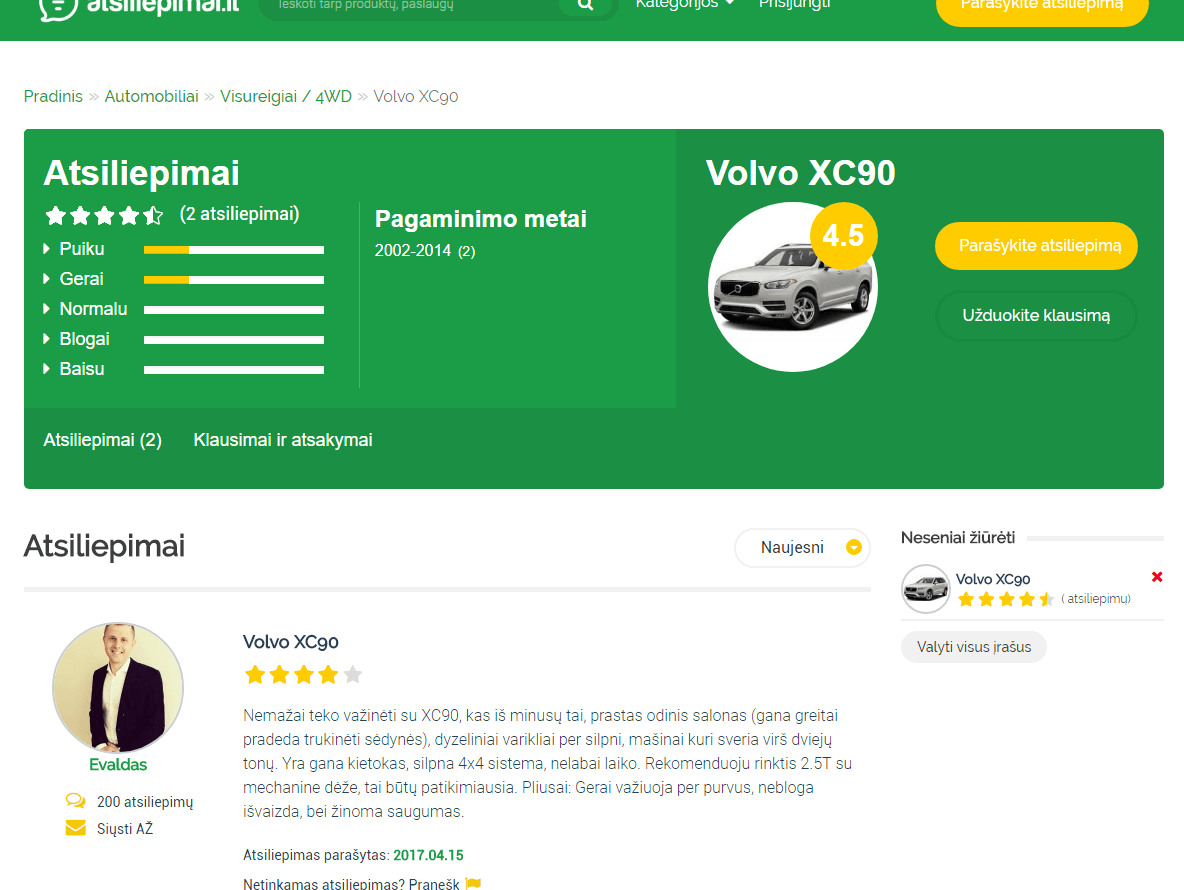 atsiliepimai.lt
Ieškoti tarp produktų, paslaugų
Kategorijos
Prisijungti
Parašykite atsiliepimą
Pradinis » Automobiliai » Visureigiai / 4WD » Volvo XC90
Atsiliepimai
(2 atsiliepimai)
Puiku
Gerai
Normalu
Blogai
Baisu
Pagaminimo metai
2002-2014 (2)
Volvo XC90
4.5
Parašykite atsiliepimą
Užduokite klausimą
Atsiliepimai (2)
Klausimai ir atsakymai
Atsiliepimai
Naujesni
Neseniai žiūrėti
Volvo XC90
( atsiliepimų)
Valyti visus įrašus
Evaldas
200 atsiliepimų
Siųsti AŽ
Volvo XC90
Nemažai teko važinėti su XC90, kas iš minusų tai, prastas odinis salonas (gana greitai
pradeda trukinėti sėdynės), dyzeliniai varikliai per silpni, mašinai kuri sveria virš dviejų
tonų. Yra gana kietokas, silpna 4x4 sistema, nelabai laiko. Rekomenduoju rinktis 2.5T su
mechanine dėže, tai būtų patikimiausia. Pliusai: Gerai važiuoja per purvus, nebloga
išvaizda, bei žinoma saugumas.
Atsiliepimas parašytas: 2017.04.15
Netinkamas atsiliepimas? Pranešk